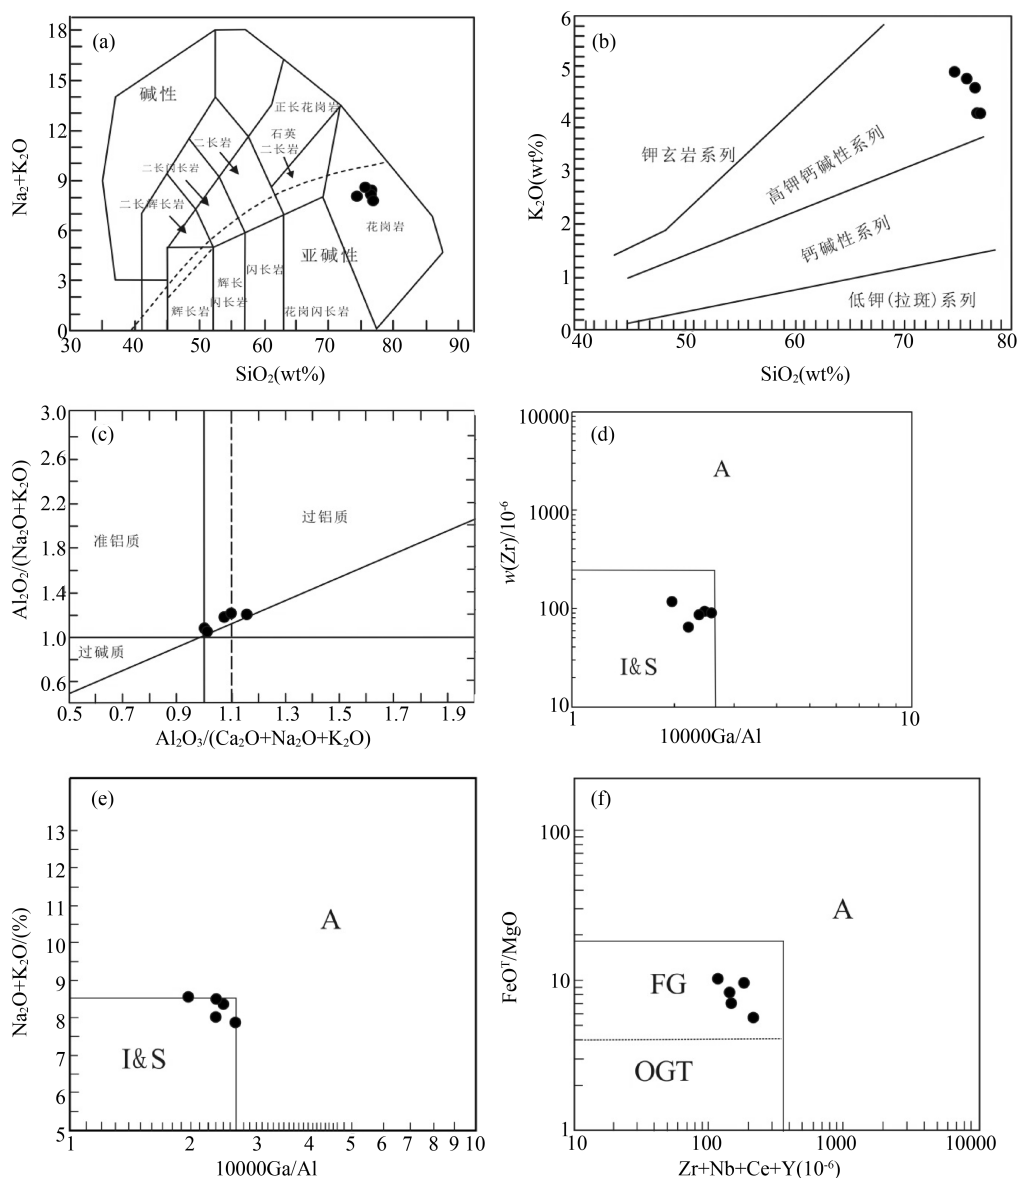 (a)
Na₂+K₂O
18
15
12
9
6
3
0
碱性
正长花岗岩
石英
二长岩
二长岩
二长闪长岩
二长辉长岩
花岗岩
亚碱性
闪长岩
辉长
闪长岩
辉长岩
花岗闪长岩
30
40
50
60
70
80
90
SiO₂(wt%)
(b)
K₂O(wt%)
6
5
4
3
2
1
0
钾玄岩系列
高钾钙碱性系列
钙碱性系列
低钾(拉斑)系列
50
60
70
80
SiO₂(wt%)
(c)
Al₂O₂/(Na₂O+K₂O)
3.0
2.6
2.2
1.8
1.4
1.0
0.6
过铝质
准铝质
过碱质
0.5
0.7
0.9
1.1
1.3
1.5
1.7
1.9
Al₂O₃/(Ca₂O+Na₂O+K₂O)
(d)
w(Zr)/10⁻⁶
10000
1000
100
10
A
I&S
1
10
10000Ga/Al
(e)
Na₂O+K₂O/(%)
13
12
11
10
9
8
7
6
5
A
I&S
1
2
3
4
5
6
7
8
9
10
10000Ga/Al
(f)
FeOᵀ/MgO
100
10
1
A
FG
OGT
10
100
1000
10000
Zr+Nb+Ce+Y(10⁻⁶)